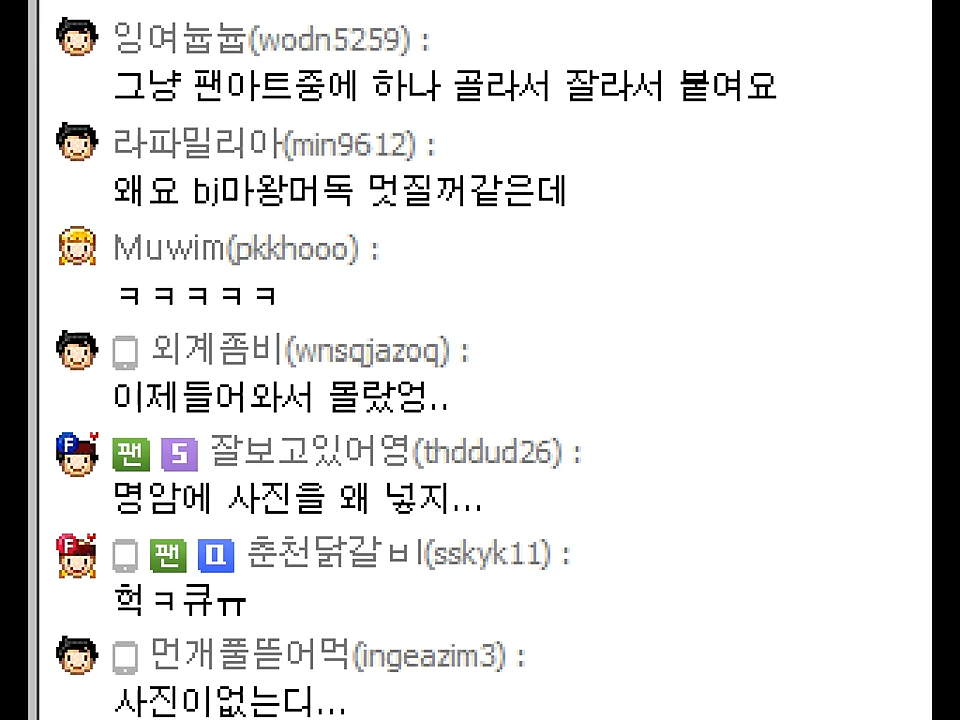 잉여늅늅(wodn5259) :
그냥 팬아트중에 하나 골라서 잘라서 붙여요
라파밀리아(min9612) :
왜요 bj마왕머독 멋질꺼같은데
Muwim(pkkhooo) :
ㅋㅋㅋㅋㅋ
외계좀비(wnsqjazoq) :
이제들어와서 몰랐엉..
팬 S 잘보고있어영(thddud26) :
명암에 사진을 왜 넣지...
팬 ㅁ 춘천닭갈ㅂㅣ(sskyk11) :
헉ㅋ큐ㅠ
먼개풀뜯어먹(ingeazim3) :
사진이없는디...